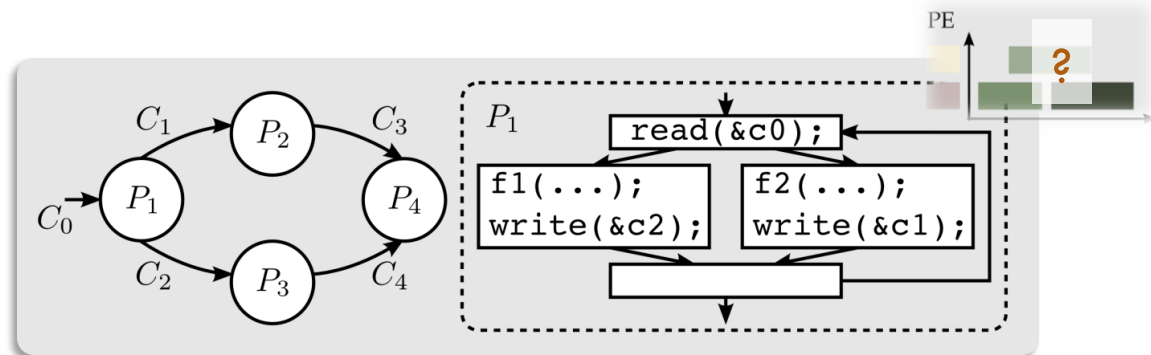 PE
?
C₁
P₂
C₃
P₁
C₀
P₄
C₂
P₃
C₄
P₁
read(&c0);
f1(...);
write(&c2);
f2(...);
write(&c1);